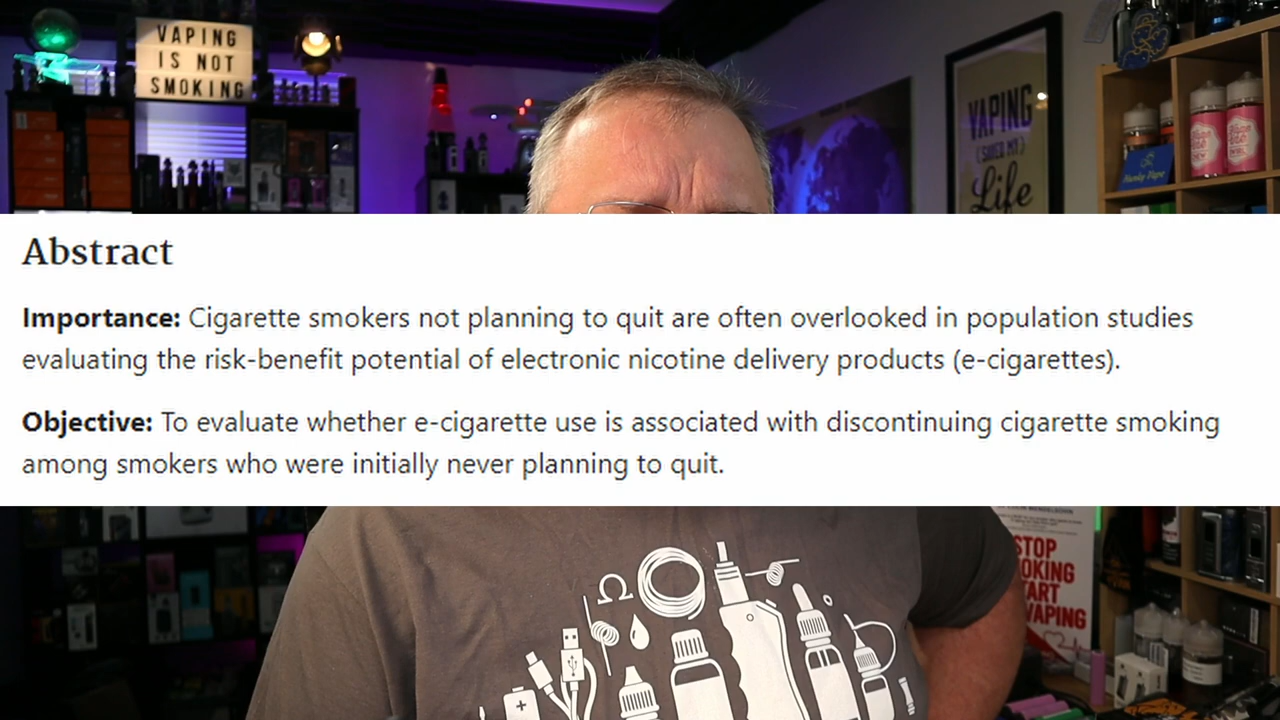 VAPING
IS NOT
SMOKING
VAPING
(SAVED MY)
Life
Abstract
Importance: Cigarette smokers not planning to quit are often overlooked in population studies
evaluating the risk-benefit potential of electronic nicotine delivery products (e-cigarettes).
Objective: To evaluate whether e-cigarette use is associated with discontinuing cigarette smoking
among smokers who were initially never planning to quit.
STOP
OKING
TART
VAPING